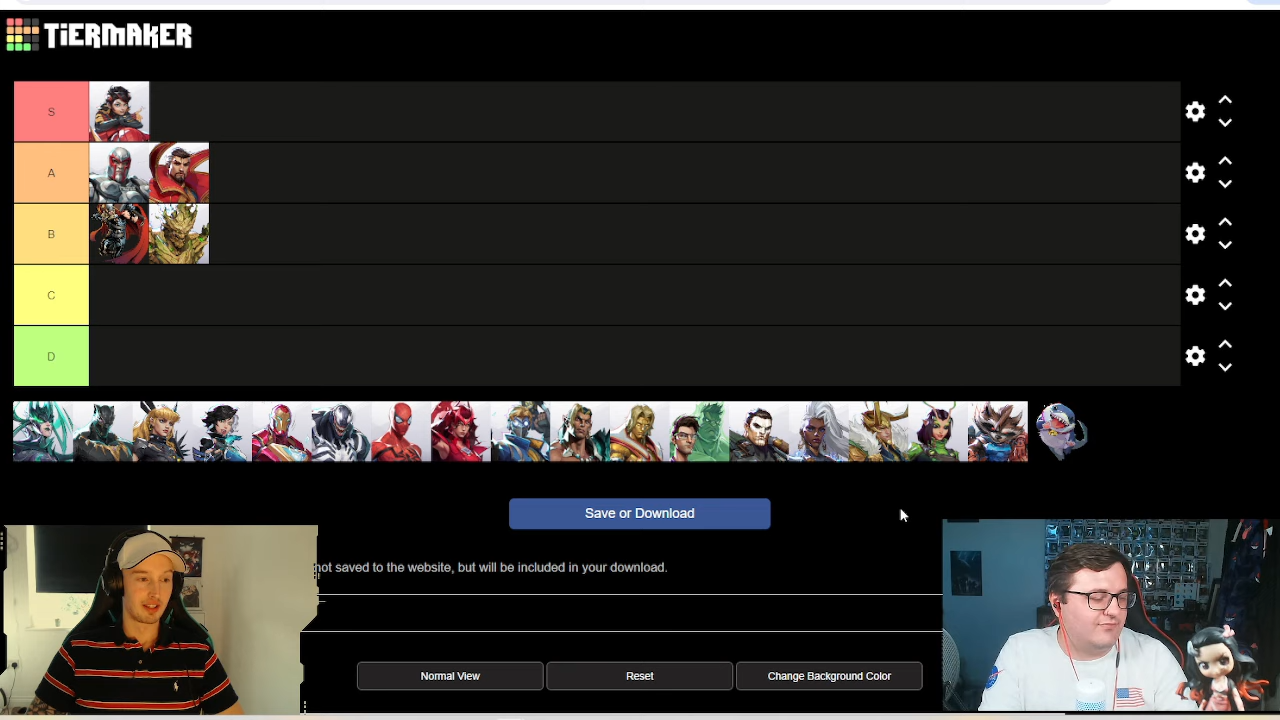 TiERMAKER
S
A
B
C
D
Save or Download
not saved to the website, but will be included in your download.
Normal View
Reset
Change Background Color